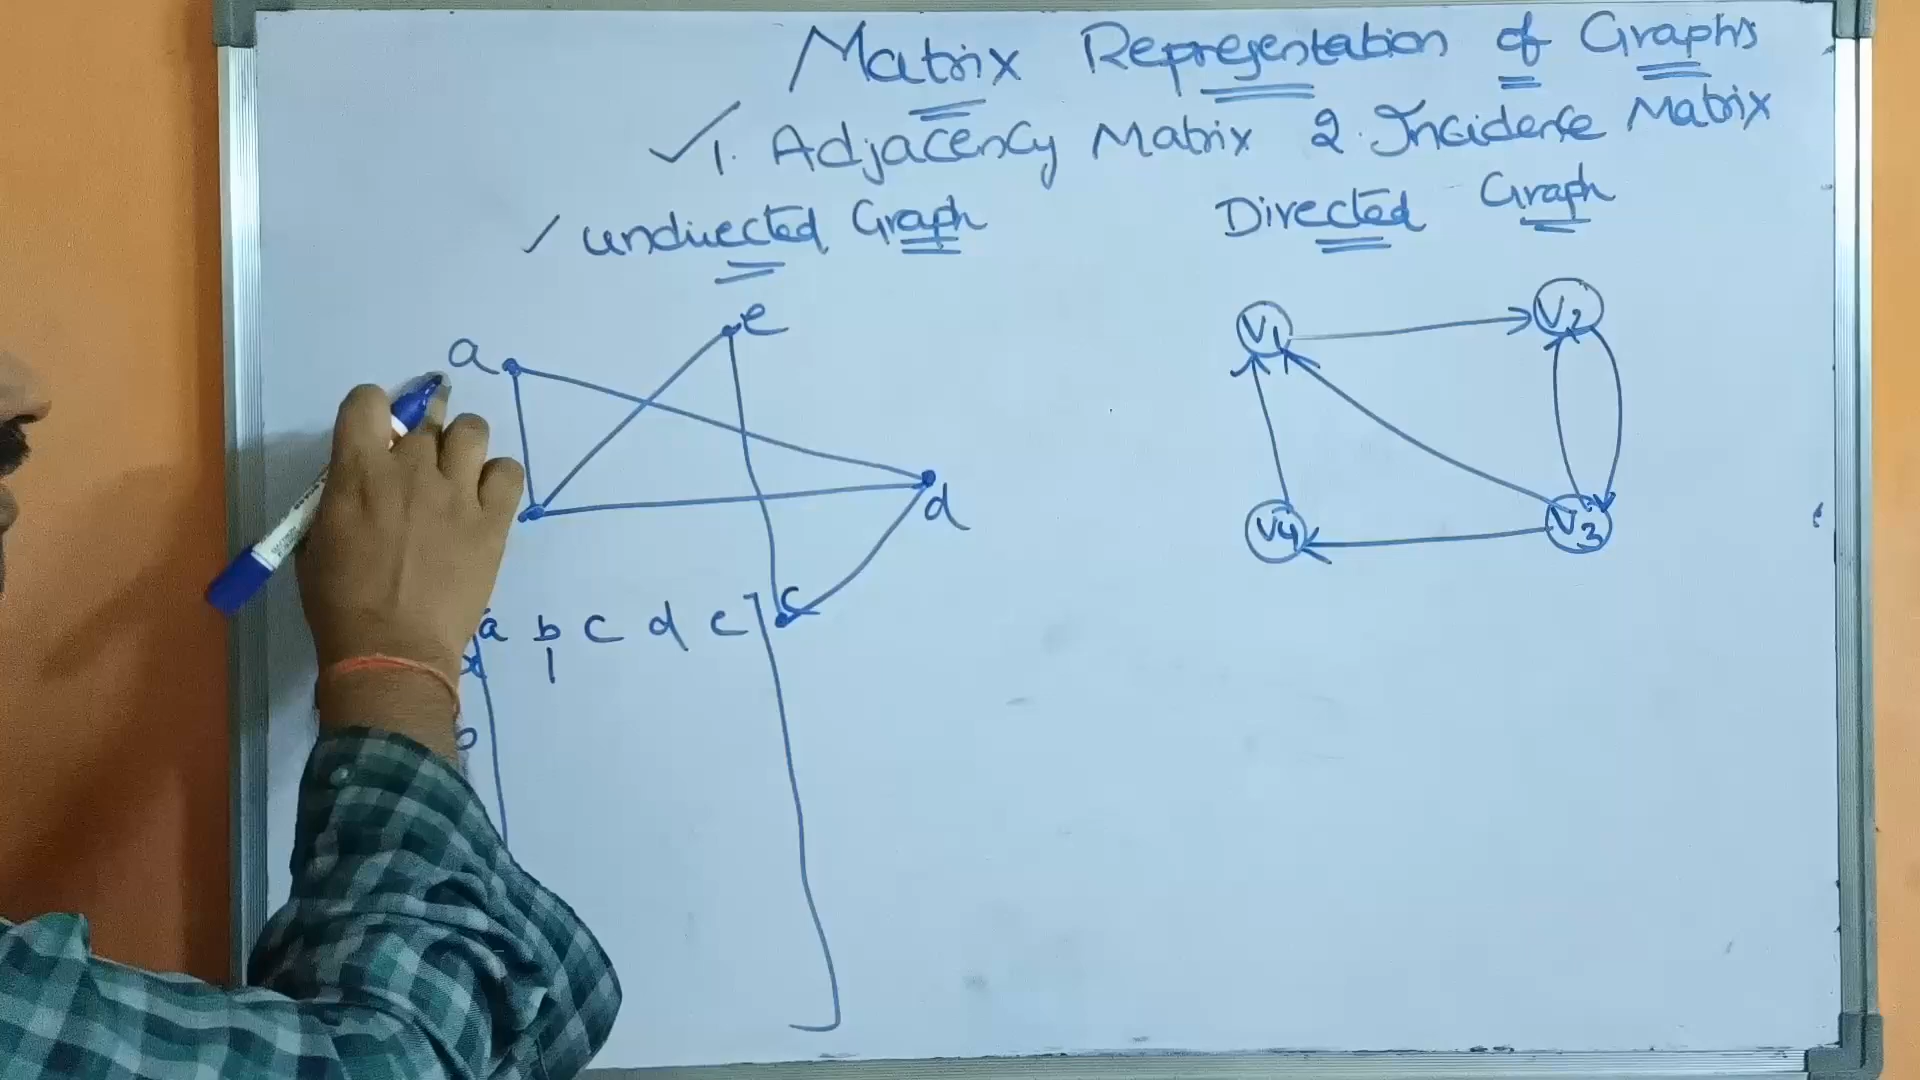 Matrix Representation of Graphs
✓ 1. Adjacency Matrix 2. Incidence Matrix
✓ undirected Graph Directed Graph
a e V1 V2
d V4 V3
c
a b c d e
1
b